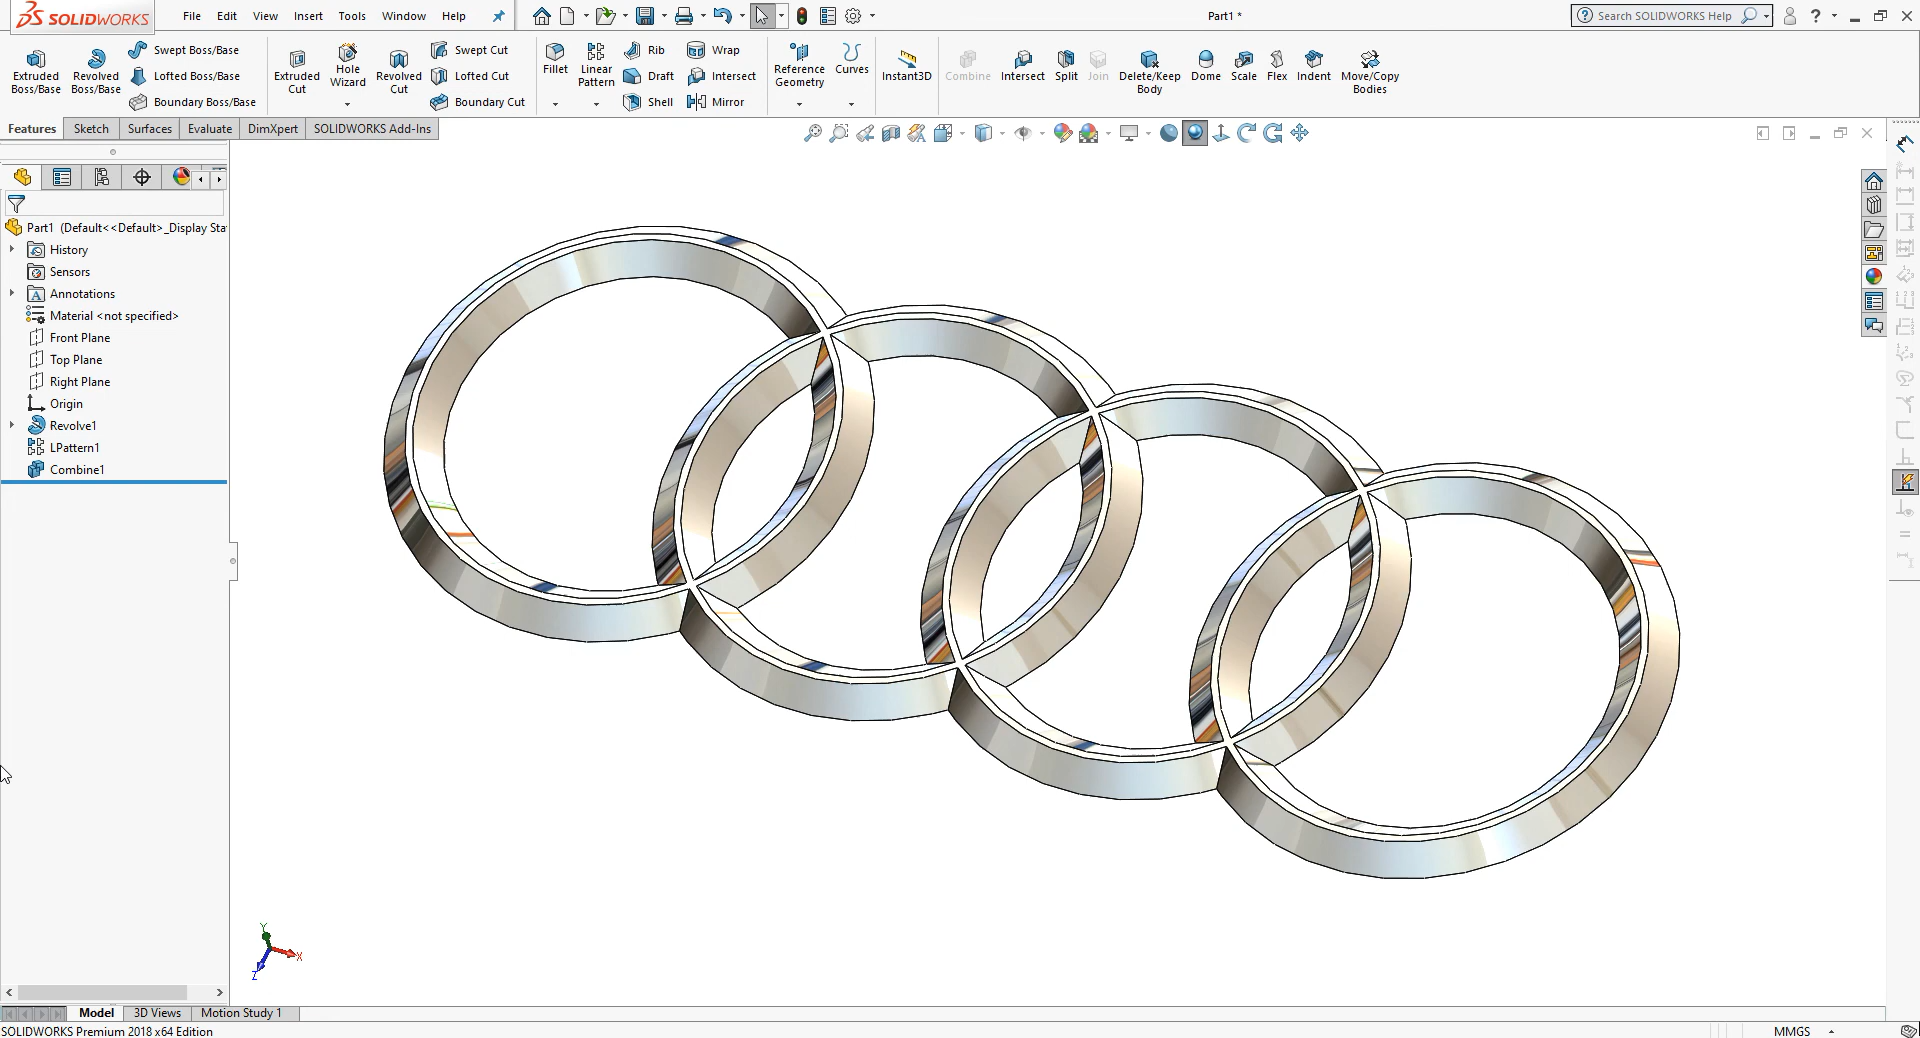 SOLIDWORKS
File Edit View Insert Tools Window Help
Part1 *
Search SOLIDWORKS Help
Extruded Boss/Base
Revolved Boss/Base
Swept Boss/Base
Lofted Boss/Base
Boundary Boss/Base
Extruded Cut
Hole Wizard
Revolved Cut
Swept Cut
Lofted Cut
Boundary Cut
Fillet
Linear Pattern
Rib
Draft
Shell
Wrap
Intersect
Mirror
Reference Geometry
Curves
Instant3D
Combine
Intersect
Split
Join
Delete/Keep Body
Dome
Scale
Flex
Indent
Move/Copy Bodies
Features Sketch Surfaces Evaluate DimXpert SOLIDWORKS Add-Ins
Part1 (Default<<Default>_Display Sta
History
Sensors
Annotations
Material <not specified>
Front Plane
Top Plane
Right Plane
Origin
Revolve1
LPattern1
Combine1
Y
X
Z
Model 3D Views Motion Study 1
SOLIDWORKS Premium 2018 x64 Edition
MMGS